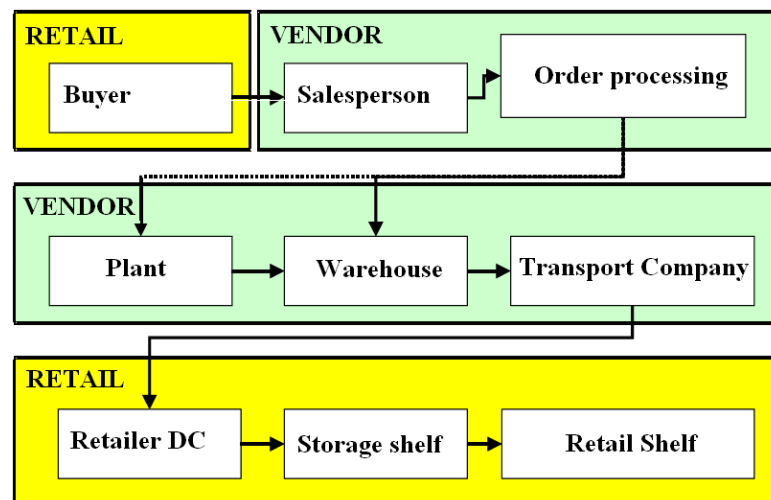 RETAIL
Buyer
VENDOR
Salesperson
Order processing
VENDOR
Plant
Warehouse
Transport Company
RETAIL
Retailer DC
Storage shelf
Retail Shelf